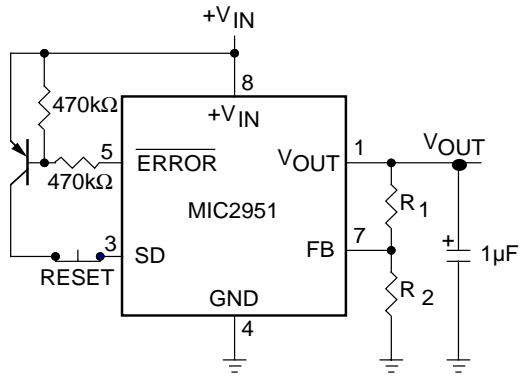 +VIN
470kΩ
8
+VIN
5
ERROR
1
VOUT
VOUT
470kΩ
MIC2951
R1
7
FB
+
1µF
3
SD
RESET
R2
GND
4